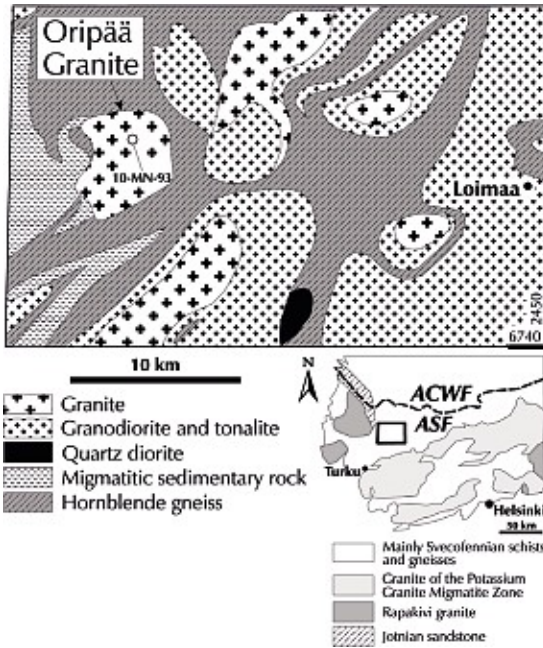 Oripää
Granite
10-MN-93
Loimaa
2450
6740
10 km
Granite
Granodiorite and tonalite
Quartz diorite
Migmatitic sedimentary rock
Hornblende gneiss
N
ACWF
ASF
Turku
Helsinki
50 km
Mainly Svecofennian schists
and gneisses
Granite of the Potassium
Granite Migmatite Zone
Rapakivi granite
Jotnian sandstone